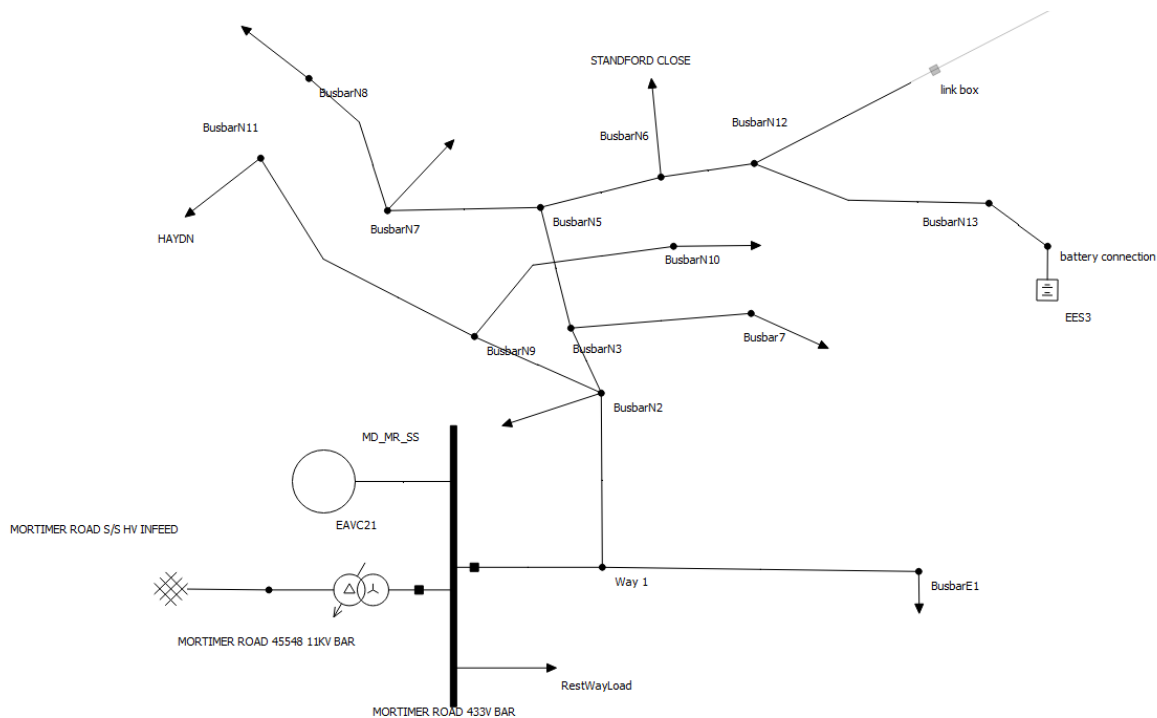 STANDFORD CLOSE
BusbarN8
link box
BusbarN11
BusbarN6
BusbarN12
HAYDN
BusbarN7
BusbarN5
BusbarN13
BusbarN10
battery connection
EES3
BusbarN9
BusbarN3
Busbar7
BusbarN2
MD_MR_SS
EAVC21
MORTIMER ROAD S/S HV INFEED
Way 1
BusbarE1
MORTIMER ROAD 45548 11KV BAR
RestWayLoad
MORTIMER ROAD 433V BAR